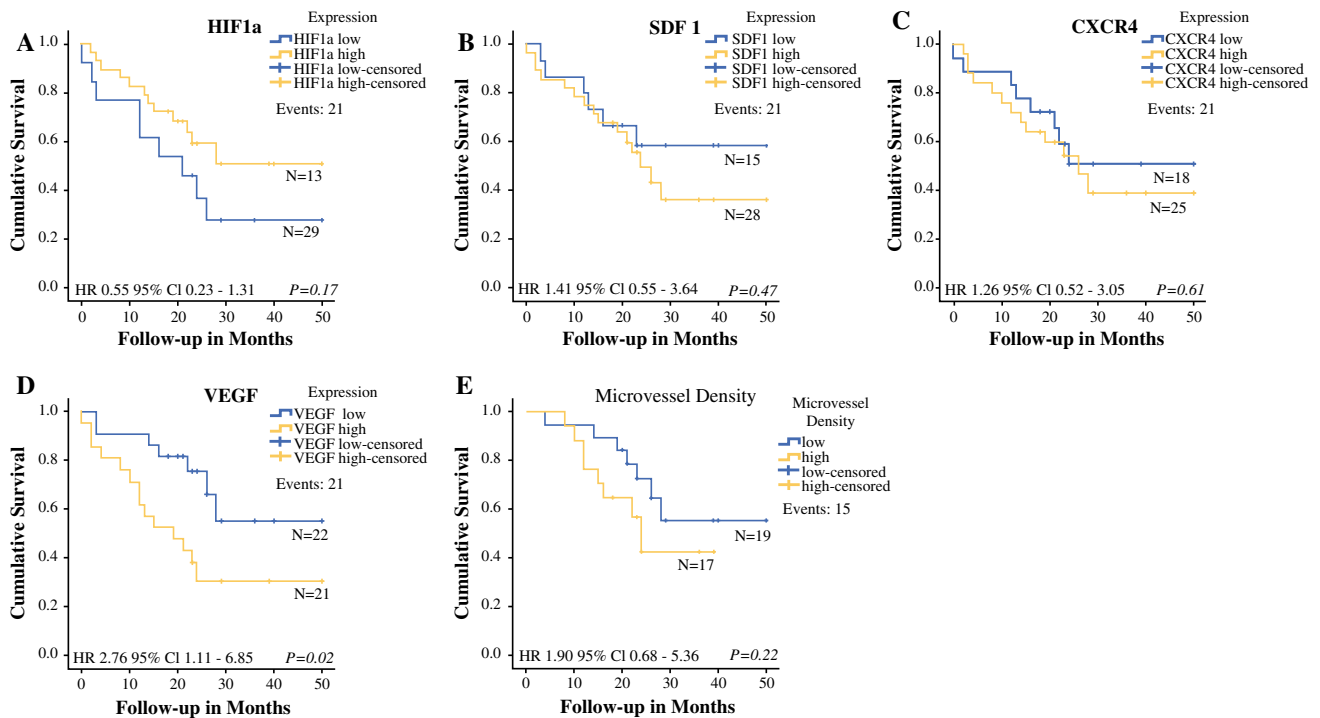 A
HIF1a
Expression
HIF1a low
HIF1a high
HIF1a low-censored
HIF1a high-censored
Events: 21
Cumulative Survival
1.0
0.8
0.6
0.4
0.2
0.0
N=13
N=29
HR 0.55 95% CI 0.23 - 1.31 P=0.17
0 10 20 30 40 50
Follow-up in Months
B
SDF 1
Expression
SDF1 low
SDF1 high
SDF1 low-censored
SDF1 high-censored
Events: 21
Cumulative Survival
1.0
0.8
0.6
0.4
0.2
0.0
N=15
N=28
HR 1.41 95% CI 0.55 - 3.64 P=0.47
0 10 20 30 40 50
Follow-up in Months
C
CXCR4
Expression
CXCR4 low
CXCR4 high
CXCR4 low-censored
CXCR4 high-censored
Events: 21
Cumulative Survival
1.0
0.8
0.6
0.4
0.2
0.0
N=18
N=25
HR 1.26 95% CI 0.52 - 3.05 P=0.61
0 10 20 30 40 50
Follow-up in Months
D
VEGF
Expression
VEGF low
VEGF high
VEGF low-censored
VEGF high-censored
Events: 21
Cumulative Survival
1.0
0.8
0.6
0.4
0.2
0.0
N=22
N=21
HR 2.76 95% CI 1.11 - 6.85 P=0.02
0 10 20 30 40 50
Follow-up in Months
E
Microvessel Density
Microvessel
Density
low
high
low-censored
high-censored
Events: 15
Cumulative Survival
1.0
0.8
0.6
0.4
0.2
0.0
N=19
N=17
HR 1.90 95% CI 0.68 - 5.36 P=0.22
0 10 20 30 40 50
Follow-up in Months